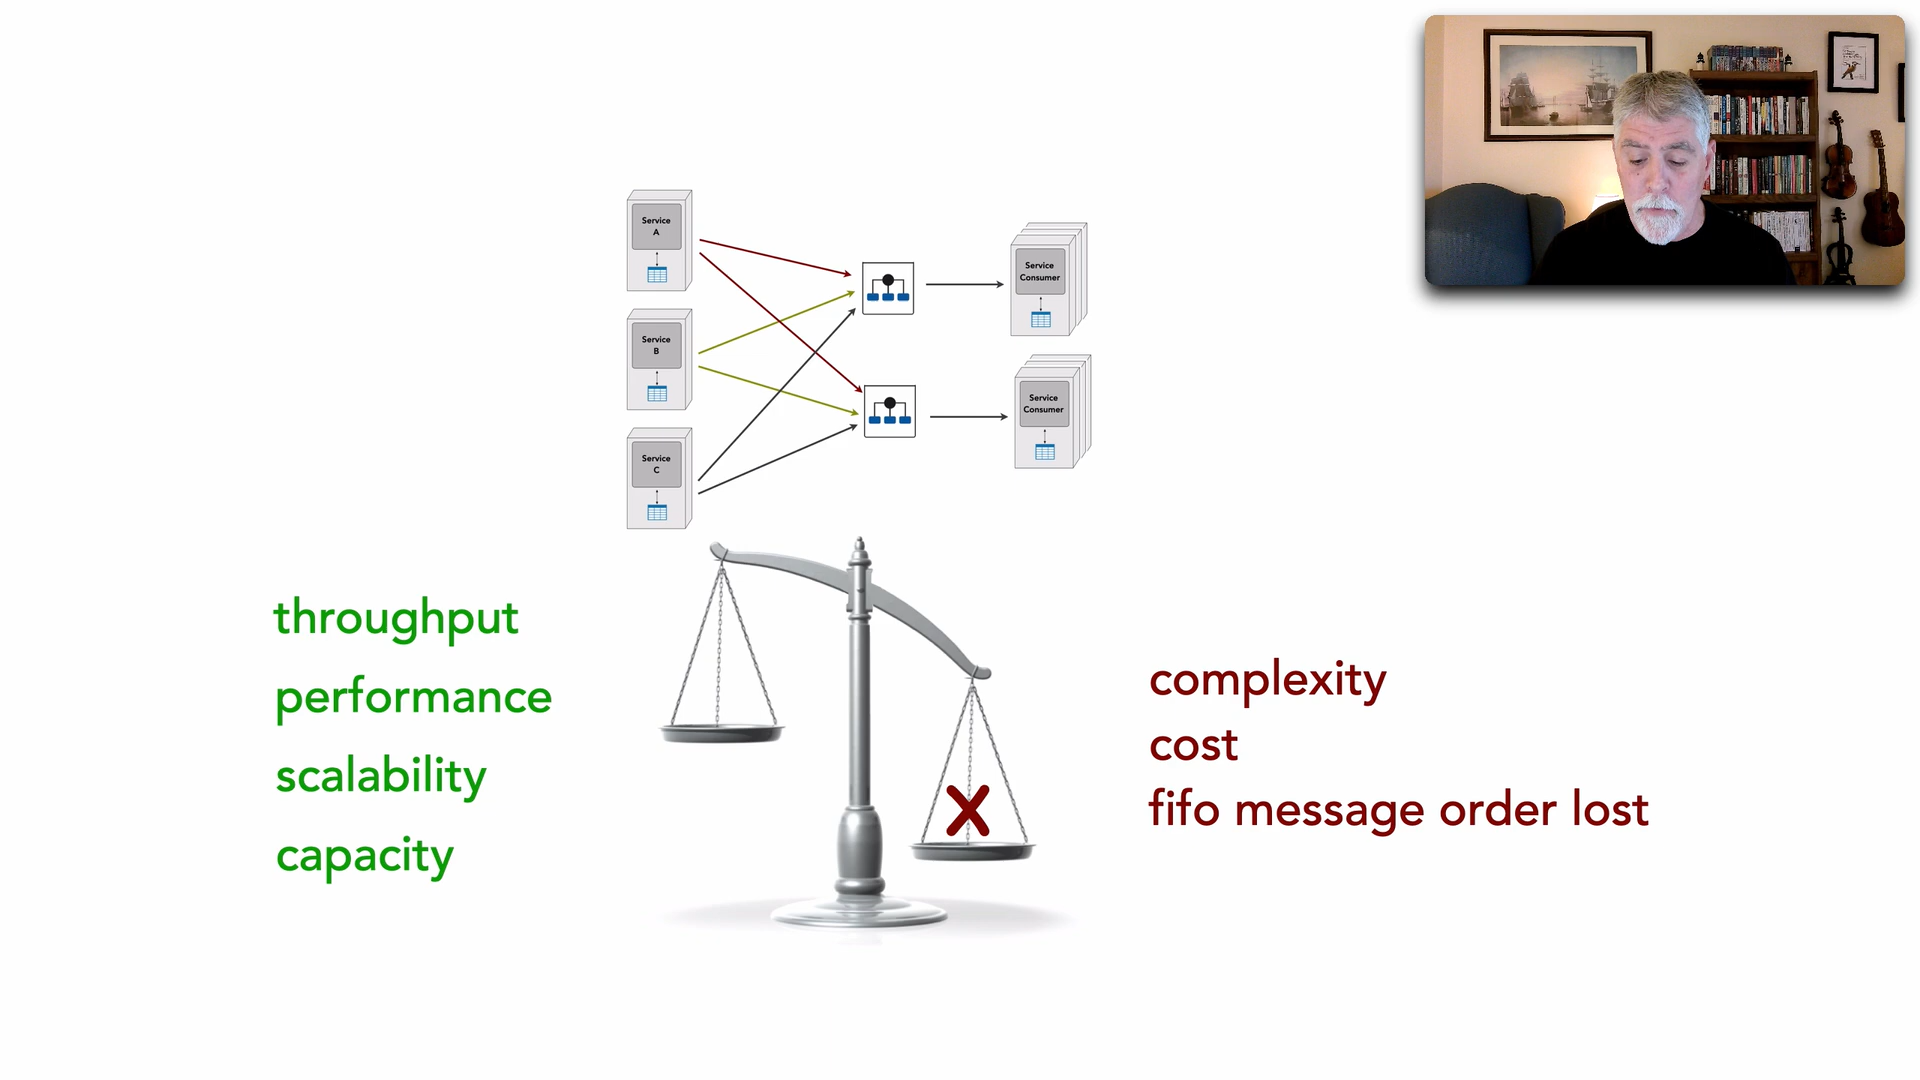 Service
A
Service
B
Service
C
Service
Consumer
Service
Consumer
throughput
performance
scalability
capacity
complexity
cost
fifo message order lost